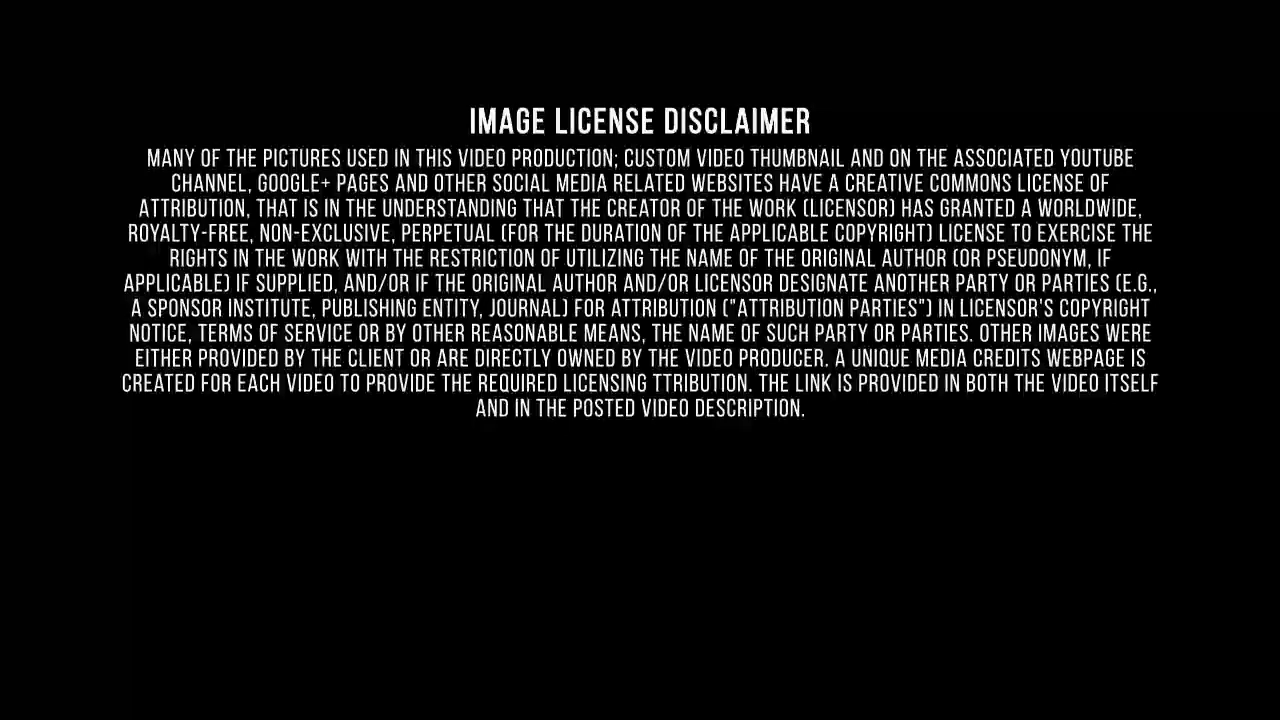 IMAGE LICENSE DISCLAIMER
MANY OF THE PICTURES USED IN THIS VIDEO PRODUCTION; CUSTOM VIDEO THUMBNAIL AND ON THE ASSOCIATED YOUTUBE
CHANNEL, GOOGLE+ PAGES AND OTHER SOCIAL MEDIA RELATED WEBSITES HAVE A CREATIVE COMMONS LICENSE OF
ATTRIBUTION, THAT IS IN THE UNDERSTANDING THAT THE CREATOR OF THE WORK (LICENSOR) HAS GRANTED A WORLDWIDE,
ROYALTY-FREE, NON-EXCLUSIVE, PERPETUAL (FOR THE DURATION OF THE APPLICABLE COPYRIGHT) LICENSE TO EXERCISE THE
RIGHTS IN THE WORK WITH THE RESTRICTION OF UTILIZING THE NAME OF THE ORIGINAL AUTHOR (OR PSEUDONYM, IF
APPLICABLE) IF SUPPLIED, AND/OR IF THE ORIGINAL AUTHOR AND/OR LICENSOR DESIGNATE ANOTHER PARTY OR PARTIES (E.G.,
A SPONSOR INSTITUTE, PUBLISHING ENTITY, JOURNAL) FOR ATTRIBUTION ("ATTRIBUTION PARTIES") IN LICENSOR'S COPYRIGHT
NOTICE, TERMS OF SERVICE OR BY OTHER REASONABLE MEANS, THE NAME OF SUCH PARTY OR PARTIES. OTHER IMAGES WERE
EITHER PROVIDED BY THE CLIENT OR ARE DIRECTLY OWNED BY THE VIDEO PRODUCER. A UNIQUE MEDIA CREDITS WEBPAGE IS
CREATED FOR EACH VIDEO TO PROVIDE THE REQUIRED LICENSING TTRIBUTION. THE LINK IS PROVIDED IN BOTH THE VIDEO ITSELF
AND IN THE POSTED VIDEO DESCRIPTION.